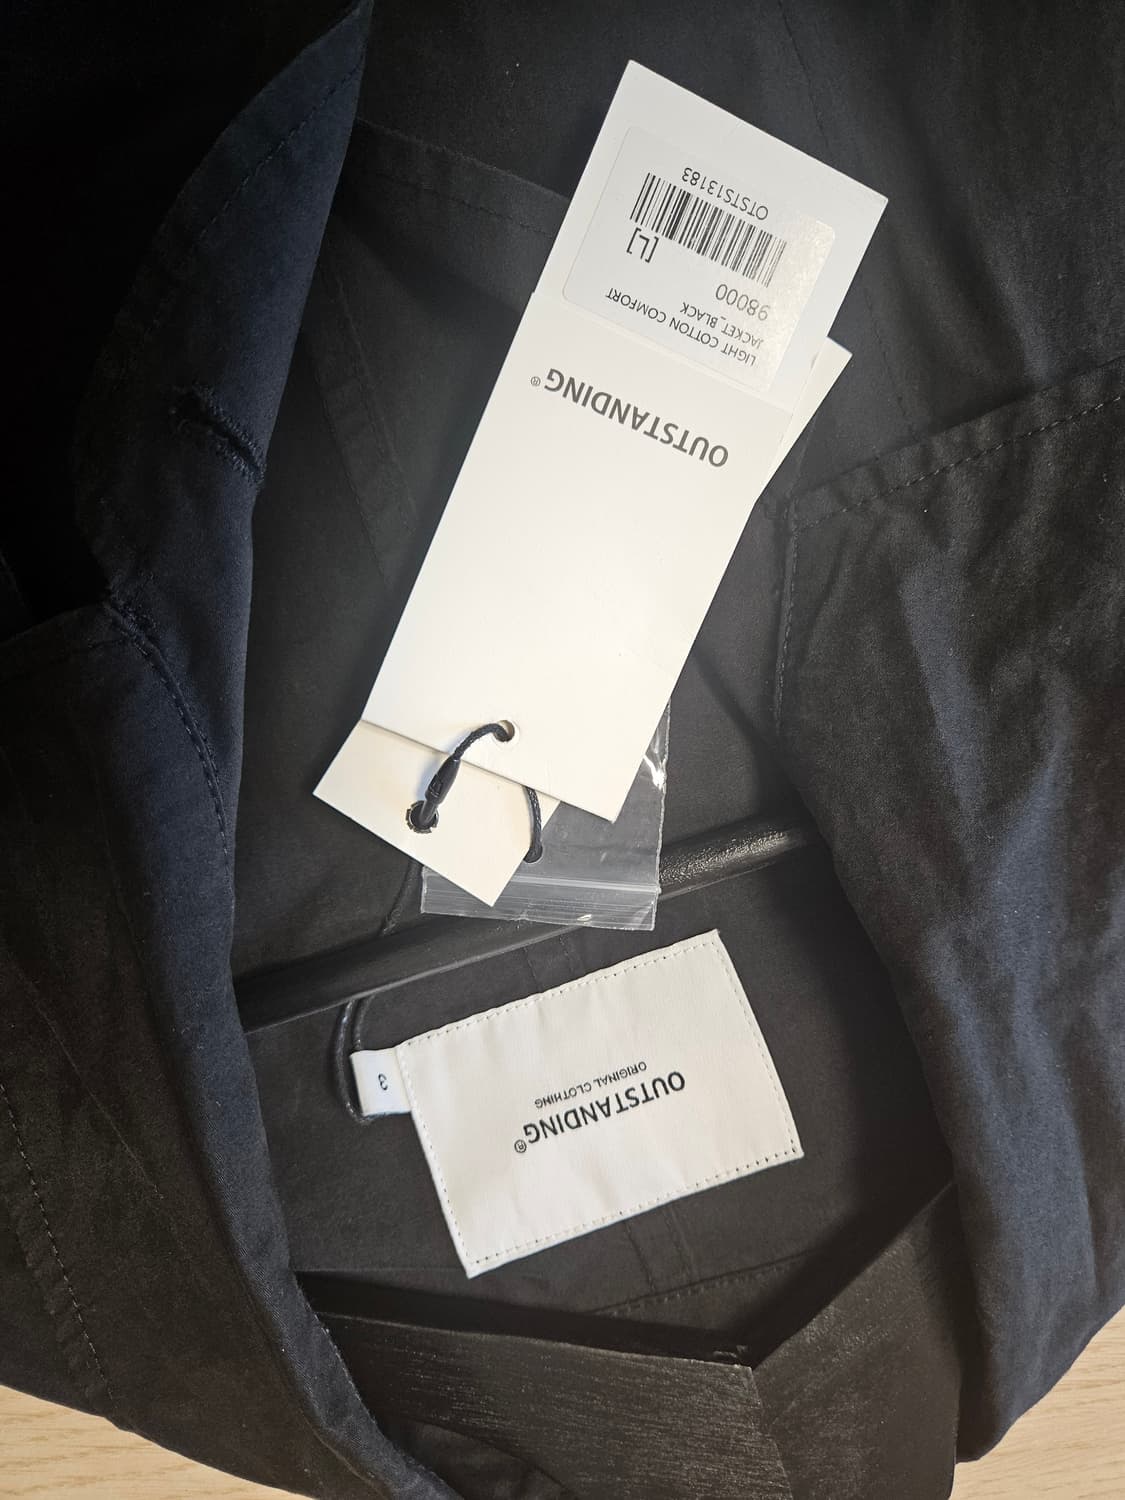 OUTSTANDING®
LIGHT COTTON COMFORT
JACKET_BLACK
98000
[L]
OTSTS13183
OUTSTANDING®
ORIGINAL CLOTHING
3